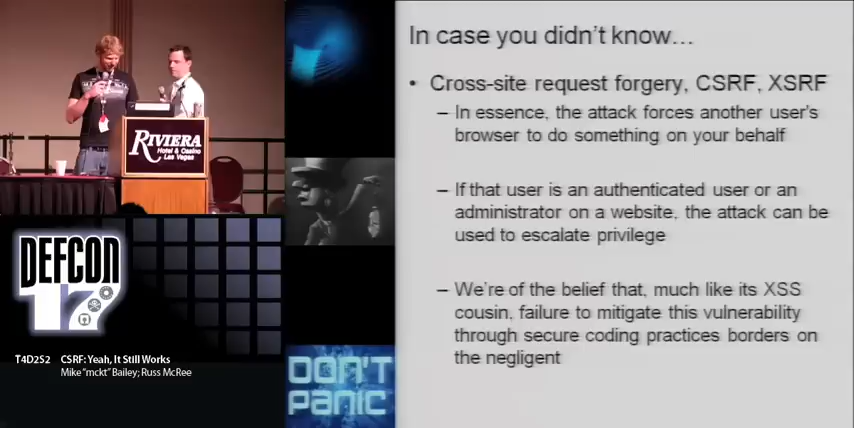 RIVIERA
Hotel & Casino
Las Vegas
DEFCON
17
T4D252 CSRF: Yeah, It Still Works
Mike "mckt" Bailey; Russ McRee
DON'T
PANIC
In case you didn't know...
• Cross-site request forgery, CSRF, XSRF
– In essence, the attack forces another user's
browser to do something on your behalf
– If that user is an authenticated user or an
administrator on a website, the attack can be
used to escalate privilege
– We're of the belief that, much like its XSS
cousin, failure to mitigate this vulnerability
through secure coding practices borders on
the negligent